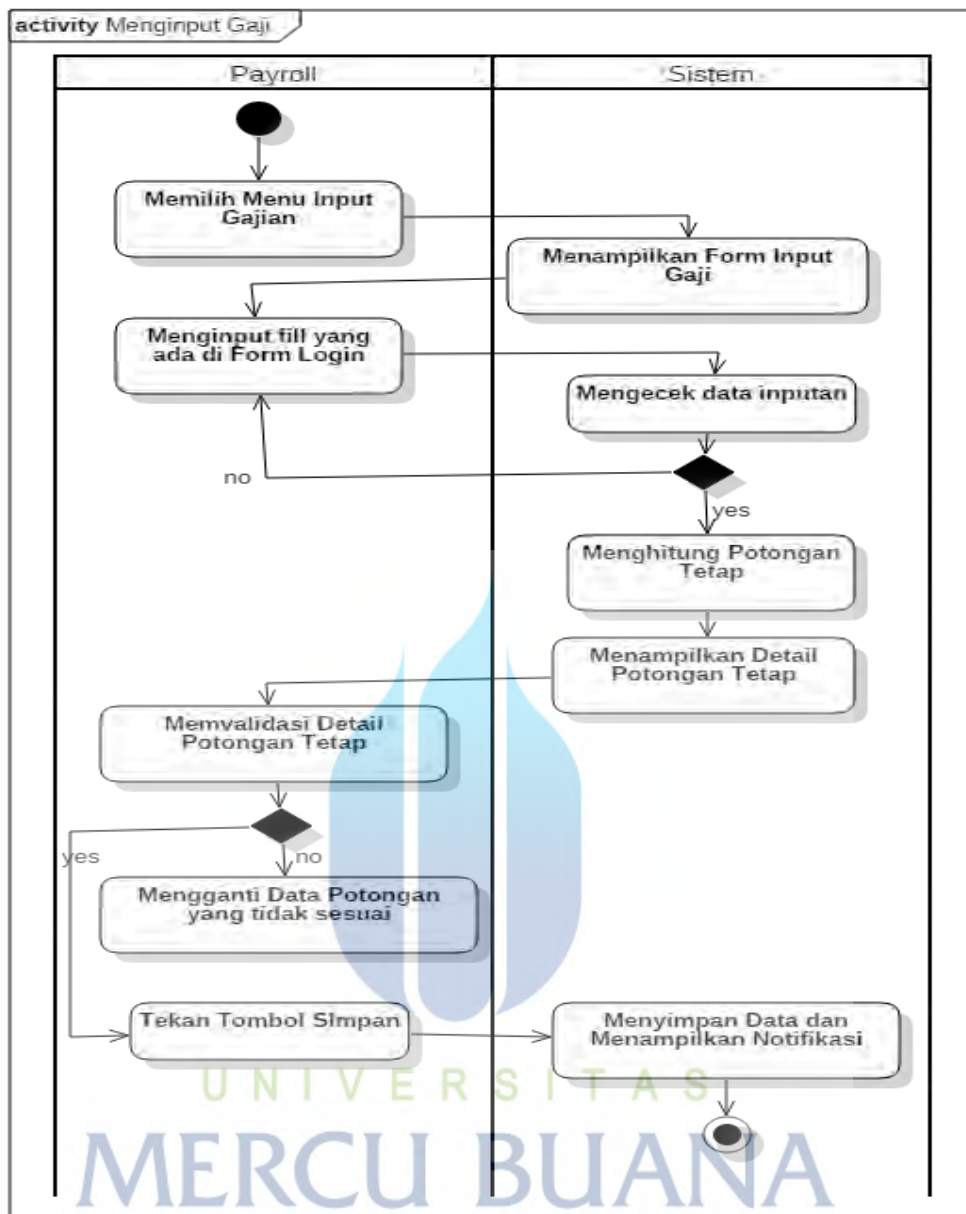 activity Menginput Gaji
Payroll
Sistem
Memilih Menu Input
Gajian
Menampilkan Form Input
Gaji
Menginput fill yang
ada di Form Login
Mengecek data inputan
no
yes
Menghitung Potongan
Tetap
Menampilkan Detail
Potongan Tetap
Memvalidasi Detail
Potongan Tetap
yes
no
Mengganti Data Potongan
yang tidak sesuai
Tekan Tombol SImpan
Menyimpan Data dan
Menampilkan Notifikasi
UNIVERSITAS
MERCU BUANA